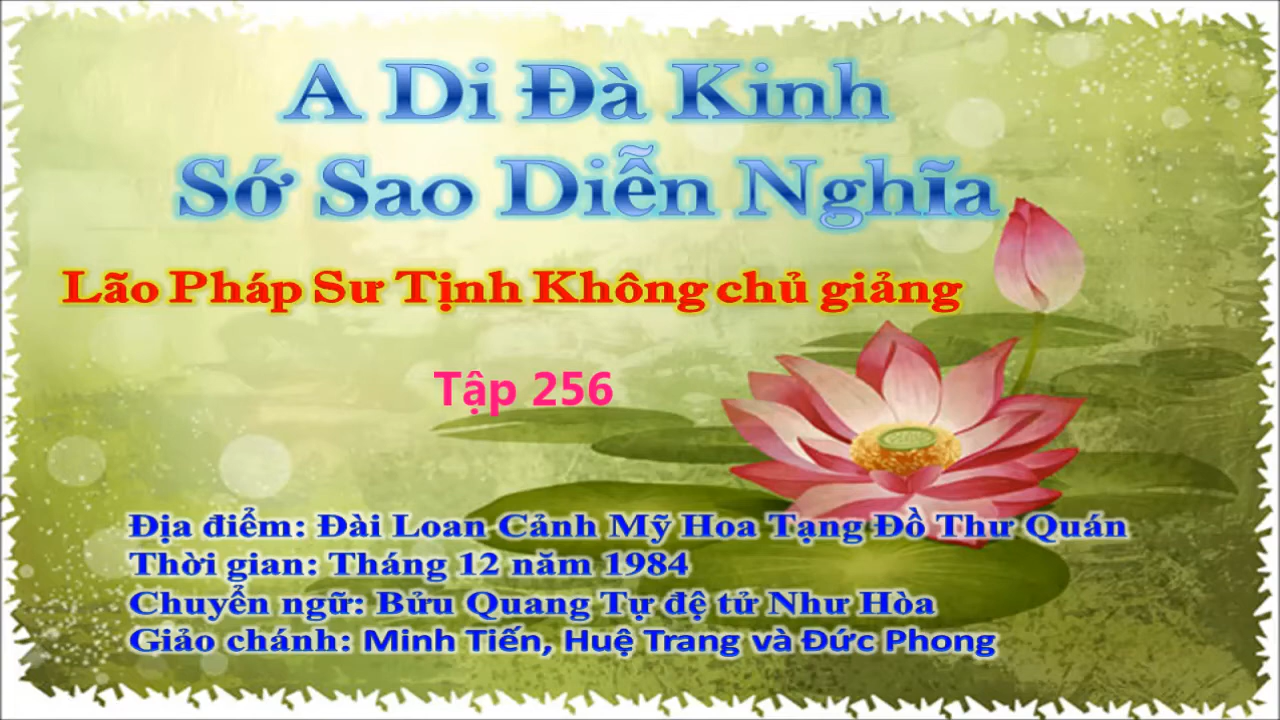 A Di Đà Kinh
Sớ Sao Diễn Nghĩa
Lão Pháp Sư Tịnh Không chủ giảng
Tập 256
Địa điểm: Đài Loan Cảnh Mỹ Hoa Tạng Đồ Thư Quán
Thời gian: Tháng 12 năm 1984
Chuyển ngữ: Bửu Quang Tự đệ tử Như Hòa
Giảo chánh: Minh Tiến, Huệ Trang và Đức Phong